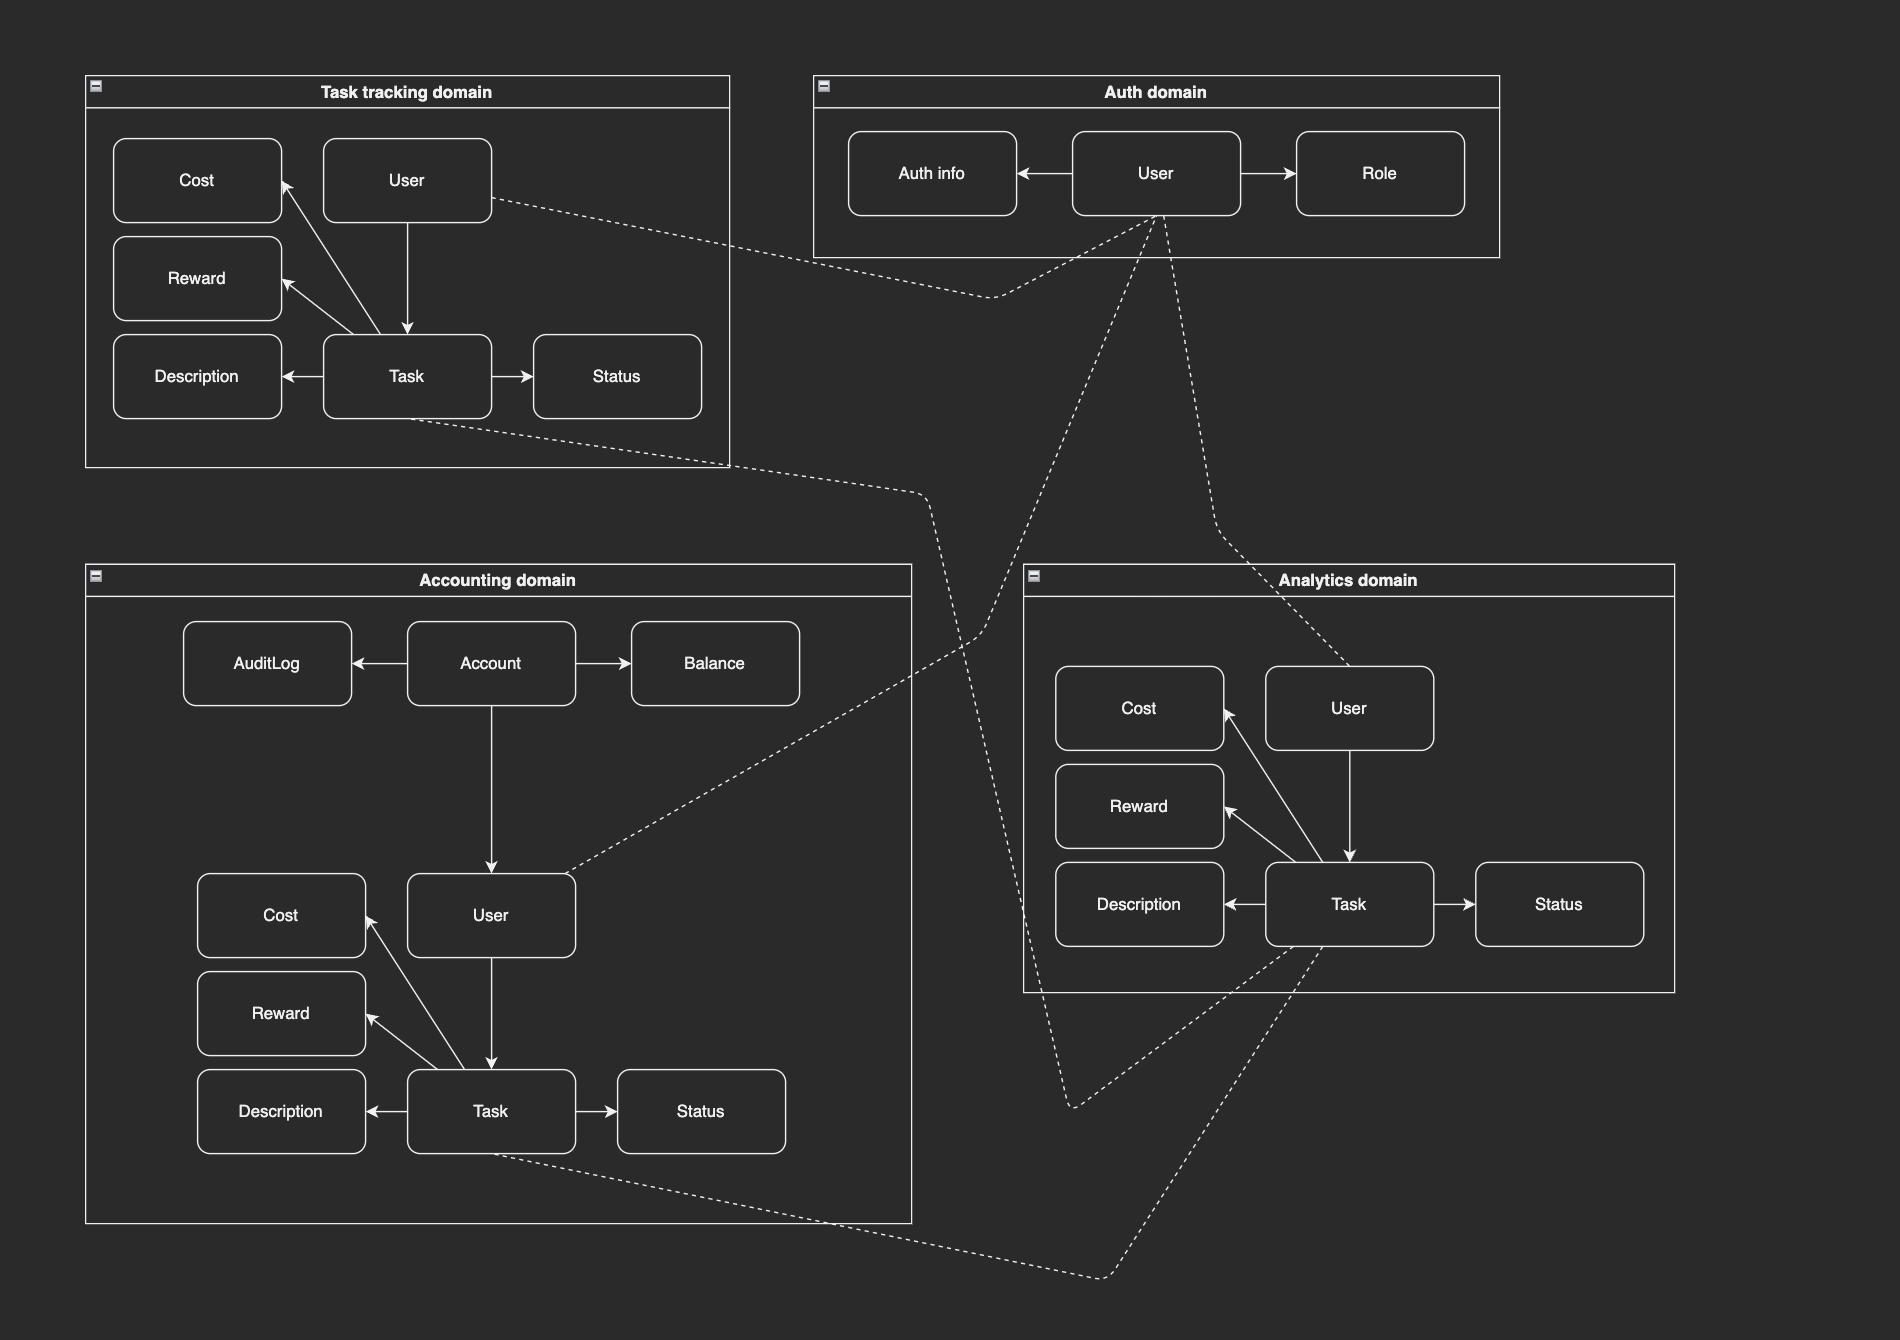 Task tracking domain
Cost
User
Reward
Description
Task
Status
Auth domain
Auth info
User
Role
Accounting domain
AuditLog
Account
Balance
Cost
User
Reward
Description
Task
Status
Analytics domain
Cost
User
Reward
Description
Task
Status